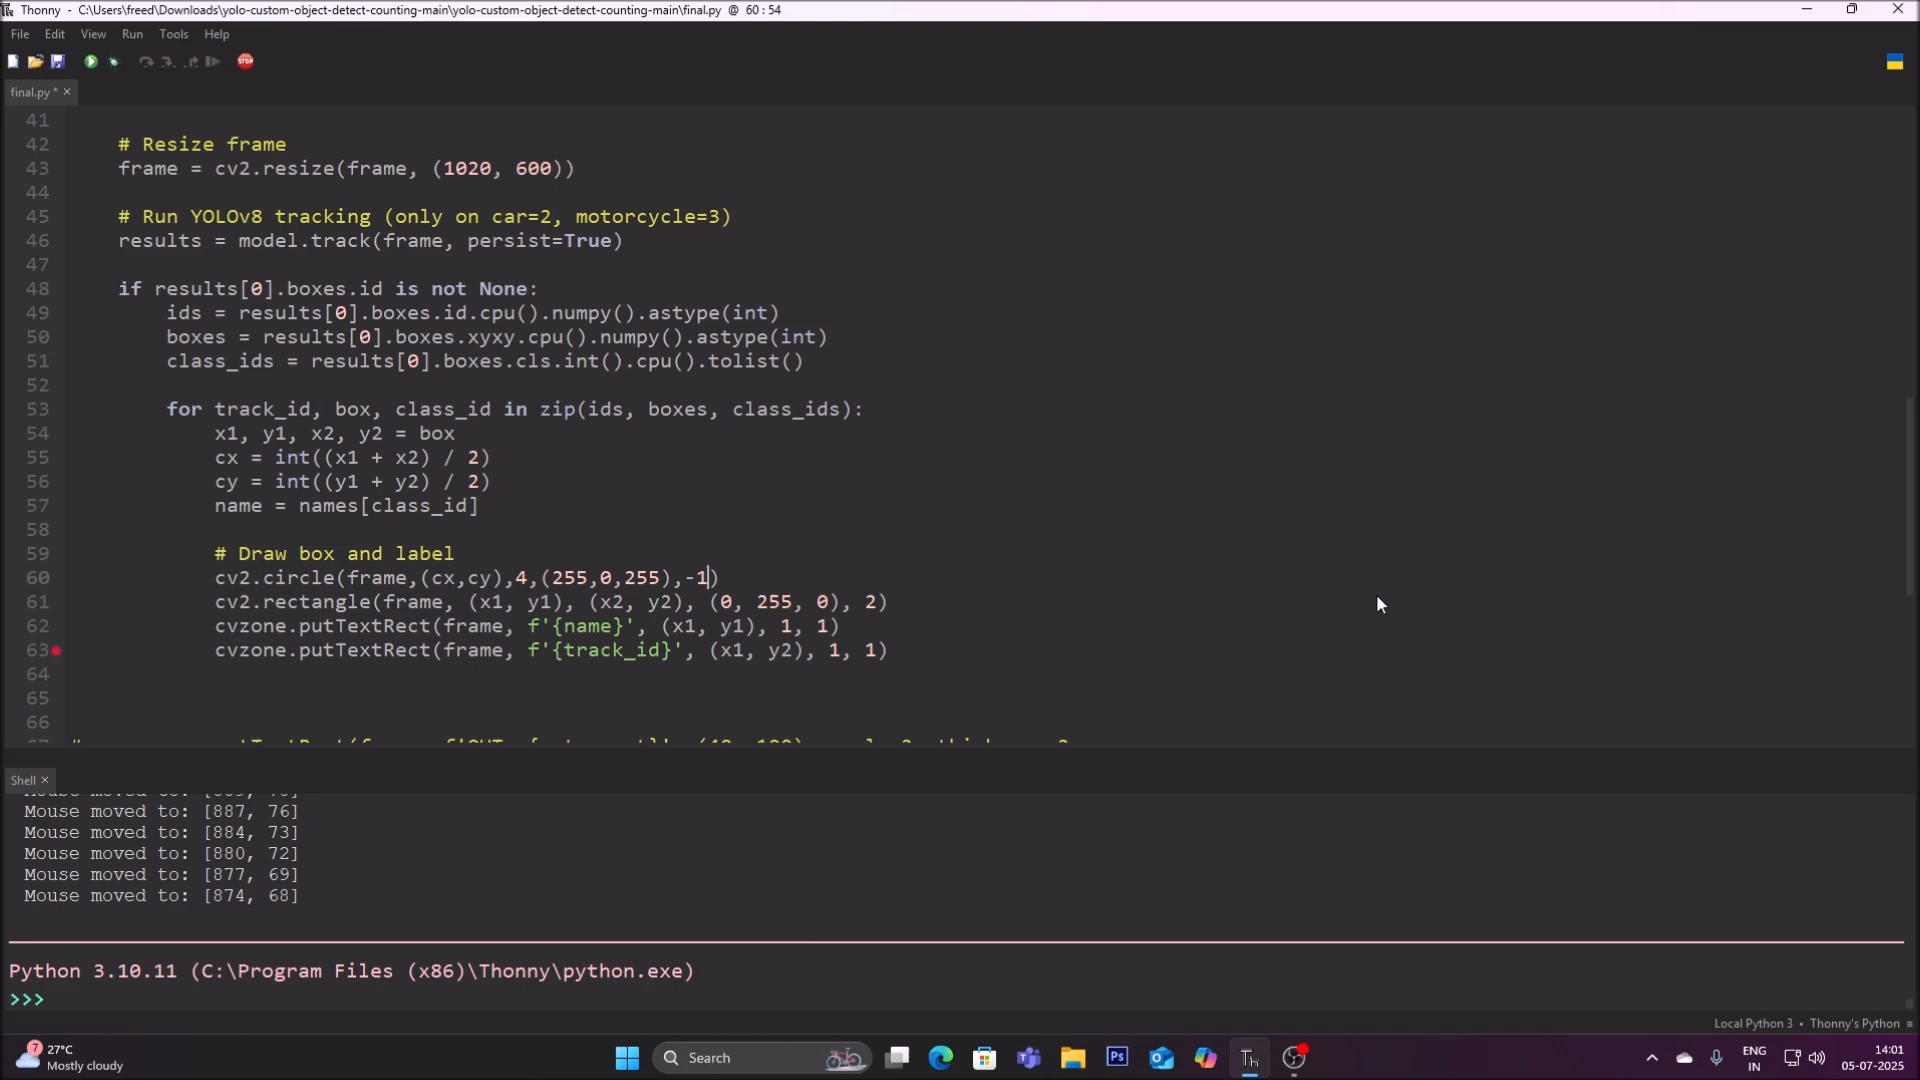 Thonny - C:\Users\freed\Downloads\yolo-custom-object-detect-counting-main\yolo-custom-object-detect-counting-main\final.py @ 60 : 54
File Edit View Run Tools Help
STOP
final.py * ×
41
42 # Resize frame
43 frame = cv2.resize(frame, (1020, 600))
44
45 # Run YOLOv8 tracking (only on car=2, motorcycle=3)
46 results = model.track(frame, persist=True)
47
48 if results[0].boxes.id is not None:
49 ids = results[0].boxes.id.cpu().numpy().astype(int)
50 boxes = results[0].boxes.xyxy.cpu().numpy().astype(int)
51 class_ids = results[0].boxes.cls.int().cpu().tolist()
52
53 for track_id, box, class_id in zip(ids, boxes, class_ids):
54 x1, y1, x2, y2 = box
55 cx = int((x1 + x2) / 2)
56 cy = int((y1 + y2) / 2)
57 name = names[class_id]
58
59 # Draw box and label
60 cv2.circle(frame,(cx,cy),4,(255,0,255),-1)
61 cv2.rectangle(frame, (x1, y1), (x2, y2), (0, 255, 0), 2)
62 cvzone.putTextRect(frame, f'{name}', (x1, y1), 1, 1)
63 cvzone.putTextRect(frame, f'{track_id}', (x1, y2), 1, 1)
64
65
66
Shell ×
Mouse moved to: [887, 76]
Mouse moved to: [884, 73]
Mouse moved to: [880, 72]
Mouse moved to: [877, 69]
Mouse moved to: [874, 68]
Python 3.10.11 (C:\Program Files (x86)\Thonny\python.exe)
>>>
Local Python 3 • Thonny's Python ≡
7 27°C
Mostly cloudy
Search
Ps
Th
ENG
IN
14:01
05-07-2025